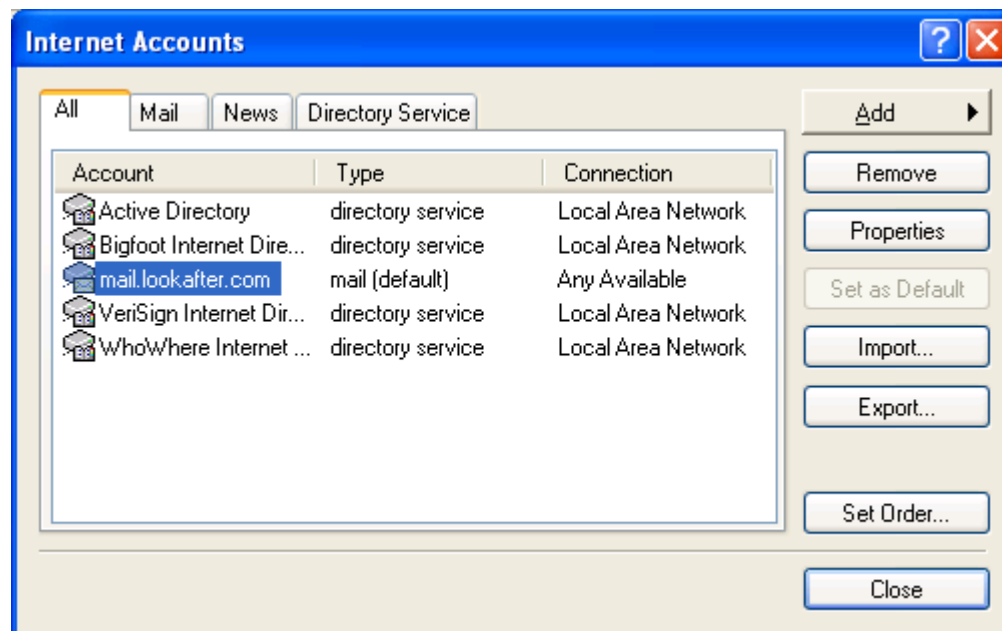 Internet Accounts
All Mail News Directory Service
Add
Account Type Connection
Remove
Active Directory directory service Local Area Network
Properties
Bigfoot Internet Dire... directory service Local Area Network
mail.lookafter.com mail (default) Any Available
Set as Default
VeriSign Internet Dir... directory service Local Area Network
WhoWhere Internet ... directory service Local Area Network
Import...
Export...
Set Order...
Close